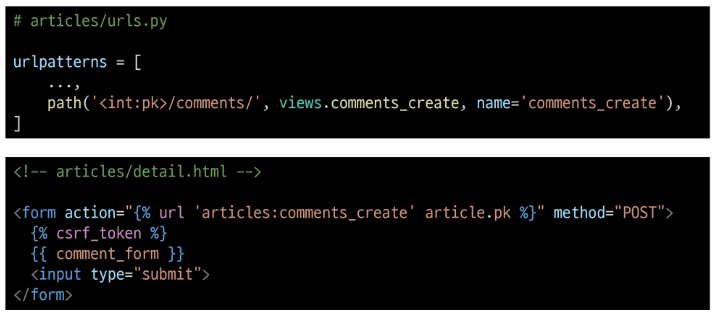 # articles/urls.py
urlpatterns = [
...,
path('<int:pk>/comments/', views.comments_create, name='comments_create'),
]
<!-- articles/detail.html -->
<form action="{% url 'articles:comments_create' article.pk %}" method="POST">
{% csrf_token %}
{{ comment_form }}
<input type="submit">
</form>